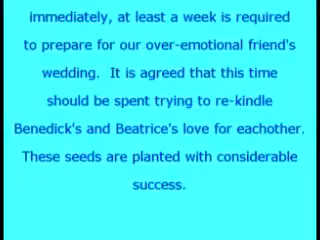 immediately, at least a week is required
to prepare for our over-emotional friend's
wedding.  It is agreed that this time
should be spent trying to re-kindle
Benedick's and Beatrice's love for eachother.
These seeds are planted with considerable
success.